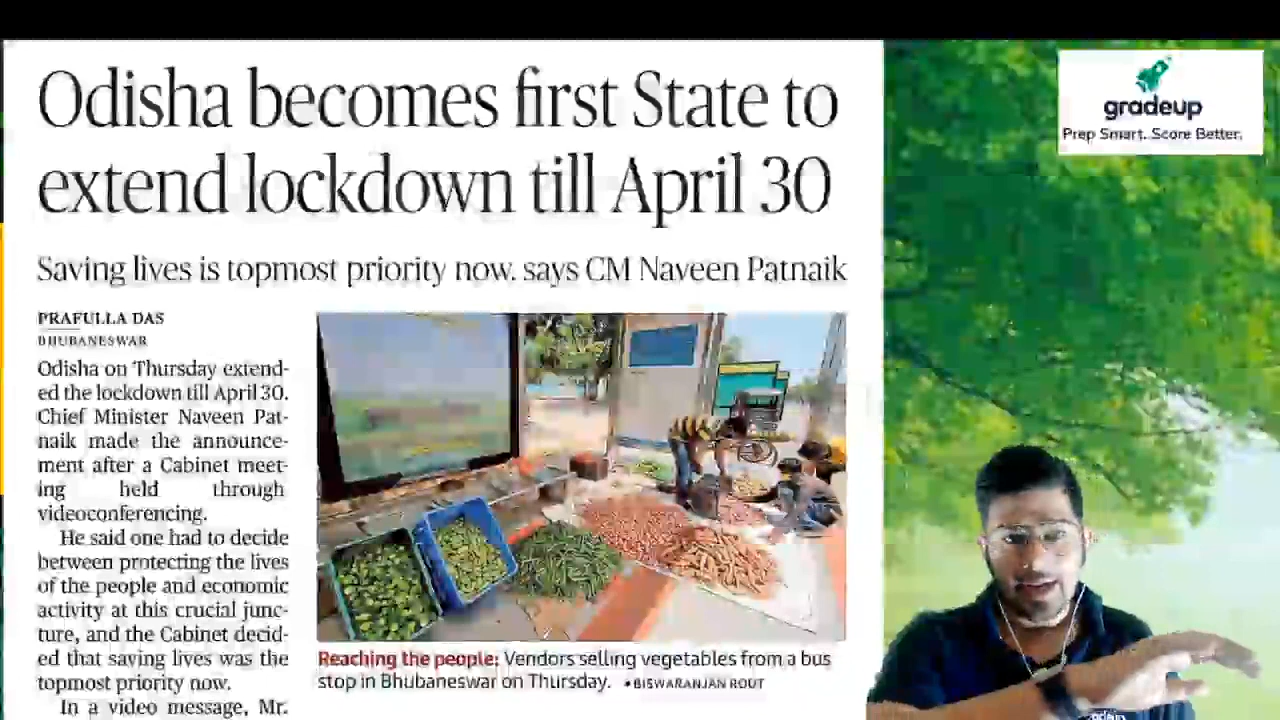 Odisha becomes first State to
extend lockdown till April 30
Saving lives is topmost priority now. says CM Naveen Patnaik
PRAFULLA DAS
BHUBANESWAR
Odisha on Thursday extend-
ed the lockdown till April 30.
Chief Minister Naveen Pat-
naik made the announce-
ment after a Cabinet meet-
ing held through
videoconferencing.
He said one had to decide
between protecting the lives
of the people and economic
activity at this crucial junc-
ture, and the Cabinet decid-
ed that saving lives was the
topmost priority now.
In a video message, Mr.
Reaching the people: Vendors selling vegetables from a bus
stop in Bhubaneswar on Thursday. •BISWARANJAN ROUT
gradeup
Prep Smart. Score Better.